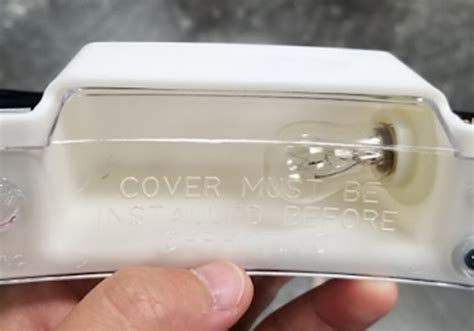 COVER MUST BE
INSTALLED BEFORE